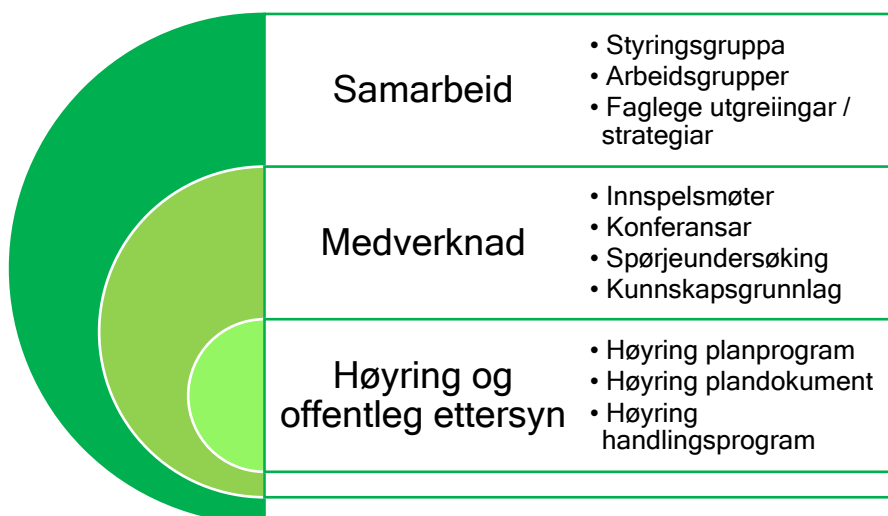 Samarbeid
• Styringsgruppa
• Arbeidsgrupper
• Faglege utgreiingar /
strategiar
Medverknad
• Innspelsmøter
• Konferansar
• Spørjeundersøking
• Kunnskapsgrunnlag
Høyring og
offentleg ettersyn
• Høyring planprogram
• Høyring plandokument
• Høyring
handlingsprogram